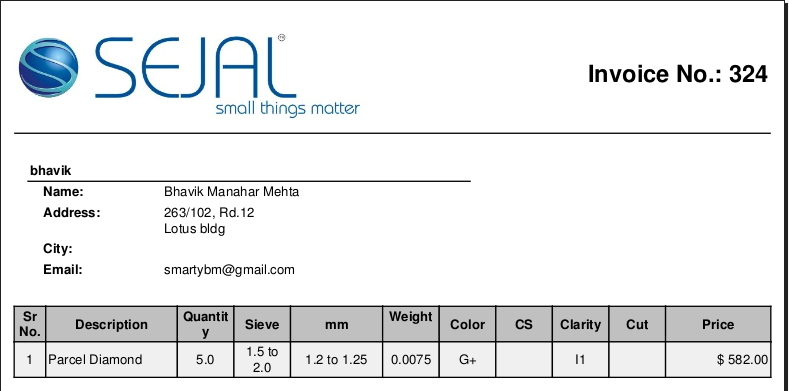 SEJAL TM
small things matter
Invoice No.: 324
bhavik
Name: Bhavik Manahar Mehta
Address: 263/102, Rd.12
Lotus bldg
City:
Email: smartybm@gmail.com
Sr No. Description Quantity Sieve mm Weight Color CS Clarity Cut Price
1 Parcel Diamond 5.0 1.5 to 2.0 1.2 to 1.25 0.0075 G+ I1 $ 582.00